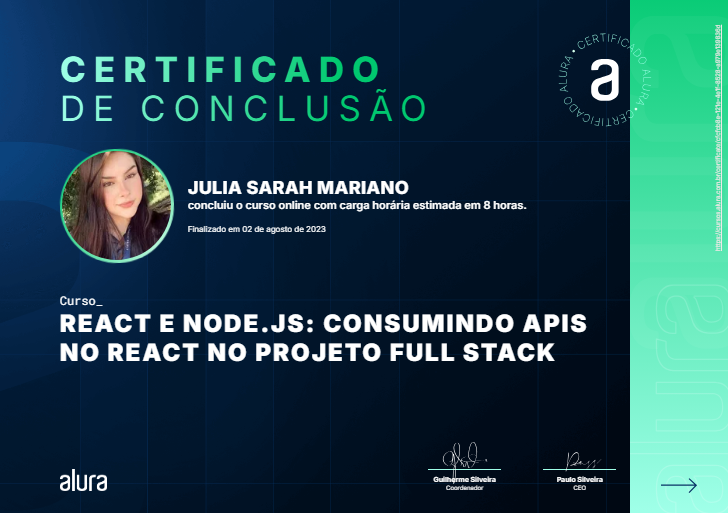 CERTIFICADO
DE CONCLUSÃO
CERTIFICADO ALURA • CERTIFICADO ALURA •
a
JULIA SARAH MARIANO
concluiu o curso online com carga horária estimada em 8 horas.
Finalizado em 02 de agosto de 2023
Curso_
REACT E NODE.JS: CONSUMINDO APIS
NO REACT NO PROJETO FULL STACK
alura
Guilherme Silveira
Coordenador
Paulo Silveira
CEO
alura